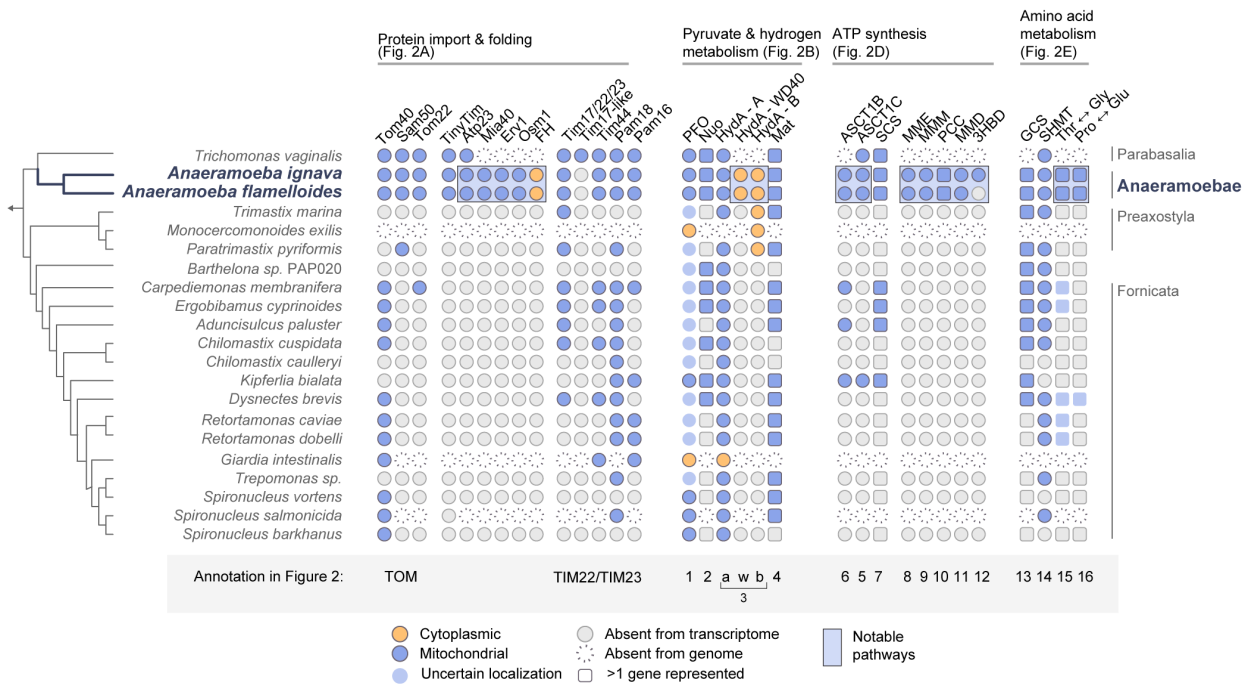 Protein import & folding
(Fig. 2A)
Pyruvate & hydrogen
metabolism (Fig. 2B)
ATP synthesis
(Fig. 2D)
Amino acid
metabolism
(Fig. 2E)
Tom40
Sam50
Tom22
TinyTim
Atp23
Mia40
Erv1
Osm1
FH
Tim17/22/23
Tim17-like
Tim44
Pam18
Pam16
PFO
Nuo
HydA - A
HydA - WD40
HydA - B
Mat
ASCT1B
ASCT1C
SCS
MME
MMM
PCC
MMD
3HBD
GCS
SHMT
Thr ↔ Gly
Pro ↔ Glu
Trichomonas vaginalis
Parabasalia
Anaeramoeba ignava
Anaeramoeba flamelloides
Anaeramoebae
Trimastix marina
Preaxostyla
Monocercomonoides exilis
Paratrimastix pyriformis
Barthelona sp. PAP020
Carpediemonas membranifera
Fornicata
Ergobibamus cyprinoides
Aduncisulcus paluster
Chilomastix cuspidata
Chilomastix caulleryi
Kipferlia bialata
Dysnectes brevis
Retortamonas caviae
Retortamonas dobelli
Giardia intestinalis
Trepomonas sp.
Spironucleus vortens
Spironucleus salmonicida
Spironucleus barkhanus
Annotation in Figure 2: TOM TIM22/TIM23 1 2 a w b 4 6 5 7 8 9 10 11 12 13 14 15 16
3
Cytoplasmic
Mitochondrial
Uncertain localization
Absent from transcriptome
Absent from genome
>1 gene represented
Notable
pathways